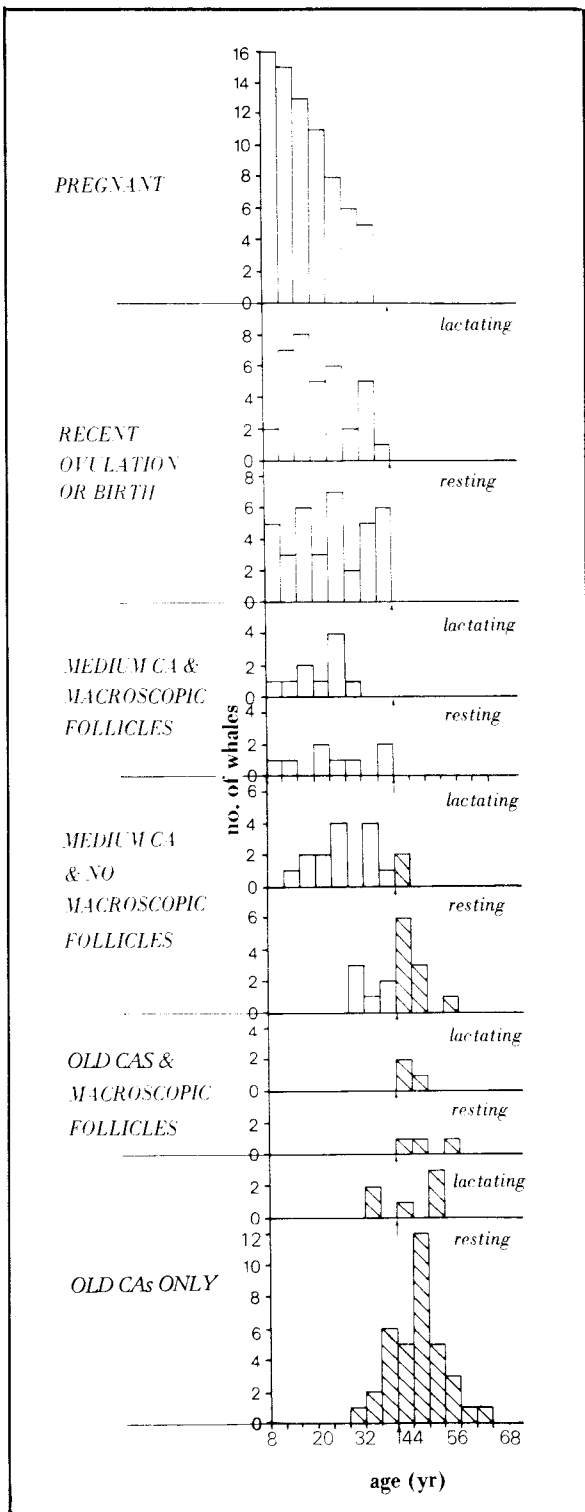 16
14
12
10
PREGNANT
8
6
4
2
0
lactating
8
6
4
RECENT
2
OVULATION
0
OR BIRTH
resting
8
6
4
2
0
lactating
4
MEDIUM CA &
2
MACROSCOPIC
0
FOLLICLES
resting
4
2
0
no. of whales
lactating
6
MEDIUM CA
4
& NO
2
MACROSCOPIC
0
FOLLICLES
resting
6
4
2
0
OLD CAS &
lactating
4
MACROSCOPIC
2
FOLLICLES
0
resting
2
0
lactating
2
0
resting
12
10
OLD CAs ONLY
8
6
4
2
0
8 20 32 44 56 68
age (yr)